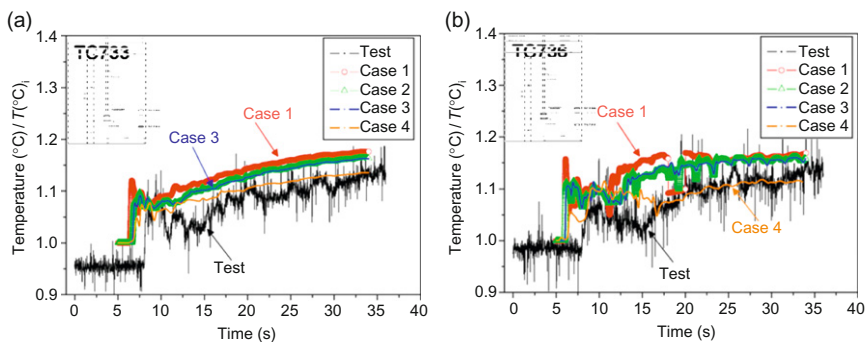 (a)
1.4
1.3
1.2
1.1
1.0
0.9
Temperature (°C) / T(°C)i
TC733
Test
Case 1
Case 2
Case 3
Case 4
Case 1
Case 3
Test
0 5 10 15 20 25 30 35 40
Time (s)
(b)
1.4
1.3
1.2
1.1
1.0
0.9
Temperature (°C) / T(°C)i
TC736
Test
Case 1
Case 2
Case 3
Case 4
Case 1
Case 4
Test
0 5 10 15 20 25 30 35 40
Time (s)